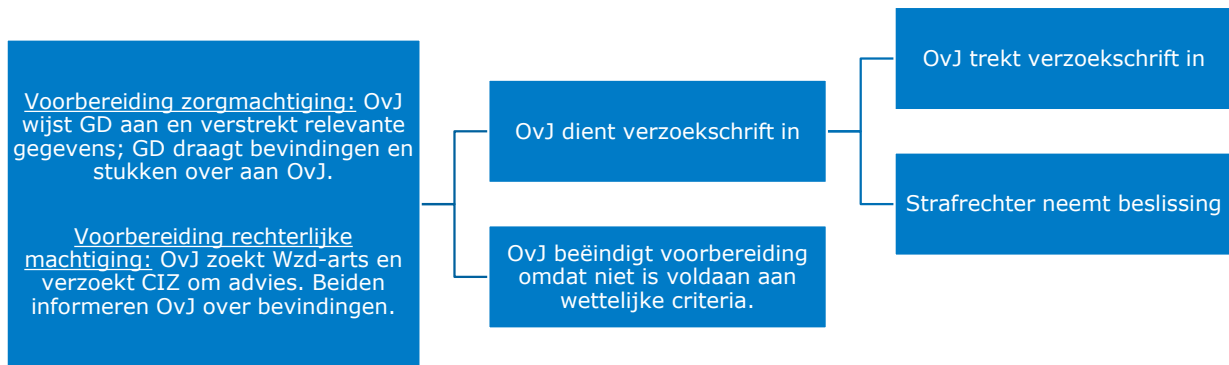 Voorbereiding zorgmachtiging: OvJ
wijst GD aan en verstrekt relevante
gegevens; GD draagt bevindingen en
stukken over aan OvJ.
Voorbereiding rechterlijke
machtiging: OvJ zoekt Wzd-arts en
verzoekt CIZ om advies. Beiden
informeren OvJ over bevindingen.
OvJ dient verzoekschrift in
OvJ beëindigt voorbereiding
omdat niet is voldaan aan
wettelijke criteria.
OvJ trekt verzoekschrift in
Strafrechter neemt beslissing